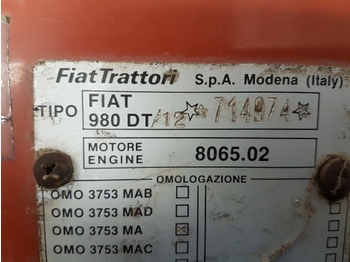 FiatTrattori S.p.A. Modena (Italy)
TIPO FIAT 980 DT/12 ☆714974☆
MOTORE ENGINE 8065.02
OMOLOGAZIONE
OMO 3753 MAB
OMO 3753 MAD
OMO 3753 MA
OMO 3753 MAC